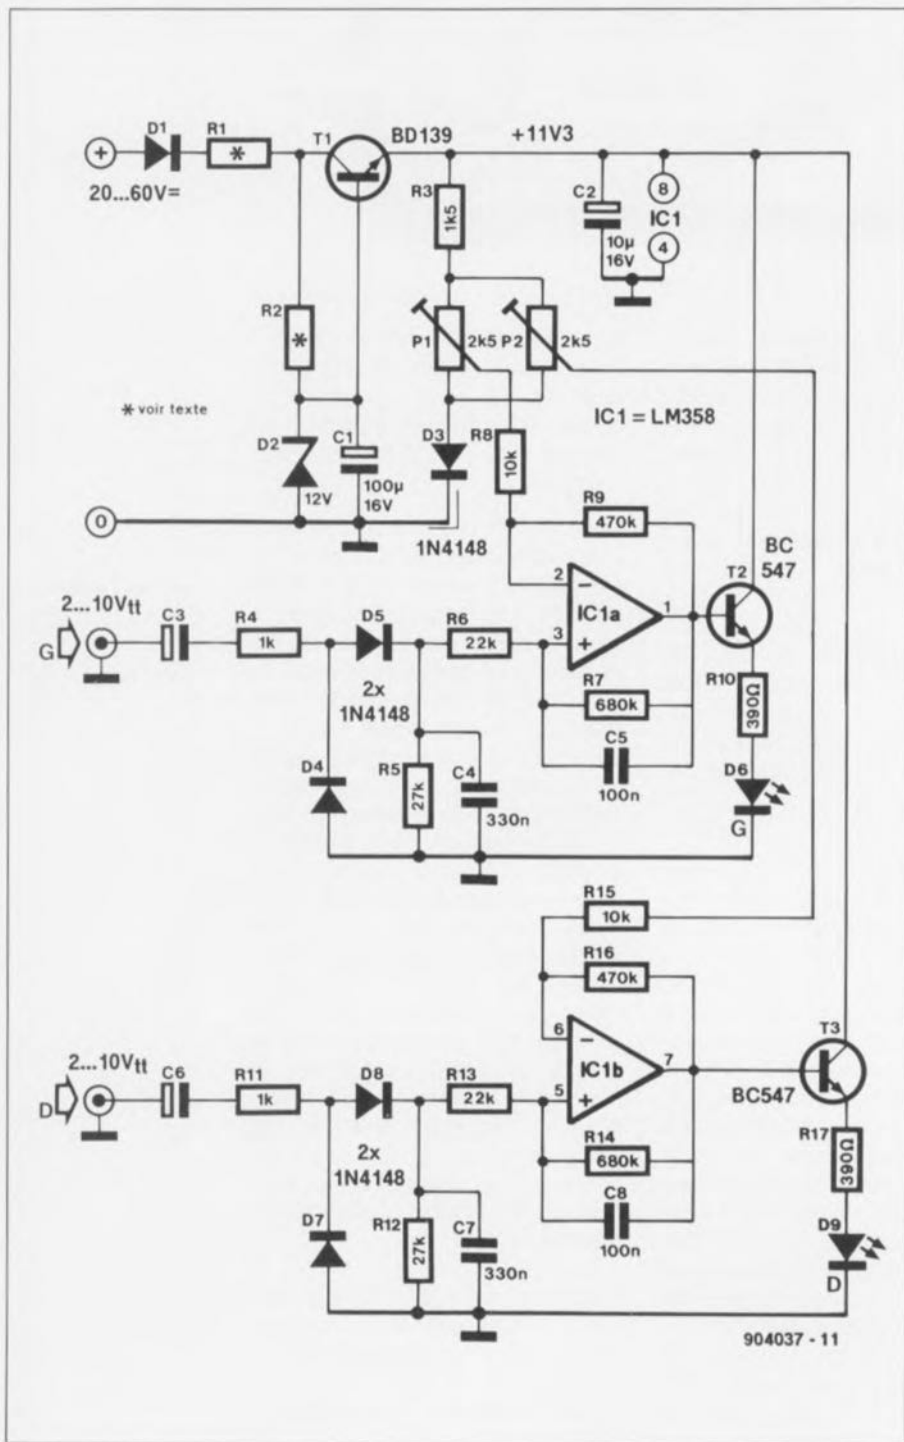 D1
R1
*
T1
BD139
+11V3
+
20...60V=
R3
1k5
C2
10µ
16V
8
IC1
4
R2
*
P1
2k5
P2
2k5
* voir texte
IC1 = LM358
D2
12V
C1
100µ
16V
D3
R8
10k
0
1N4148
R9
470k
BC
547
T2
2...10Vtt
C3
G
R4
1k
D5
R6
22k
2
−
IC1a
3
+
1
2x
1N4148
R7
680k
R10
390Ω
D4
R5
27k
C4
330n
C5
100n
D6
G
R15
10k
R16
470k
6
−
IC1b
5
+
7
T3
BC547
2...10Vtt
C6
D
R11
1k
D8
R13
22k
2x
1N4148
R14
680k
R17
390Ω
D7
R12
27k
C7
330n
C8
100n
D9
D
904037 - 11